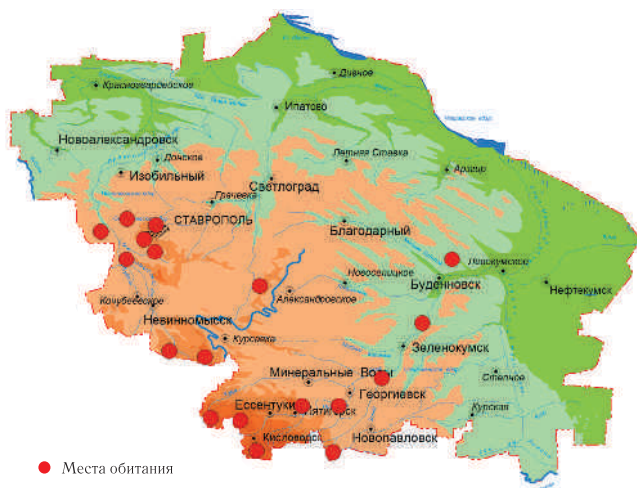 Дивное
Красногвардейское
Ипатово
Новоалександровск
Донское
Летняя Ставка
Изобильный
Светлоград
Арзгир
Грачевка
СТАВРОПОЛЬ
Благодарный
Левокумское
Новоселицкое
Буденновск
Нефтекумск
Александровское
Кочубеевское
Невинномысск
Курсавка
Зеленокумск
Минеральные Воды
Степное
Георгиевск
Ессентуки
Пятигорск
Курская
Кисловодск
Новопавловск
Места обитания